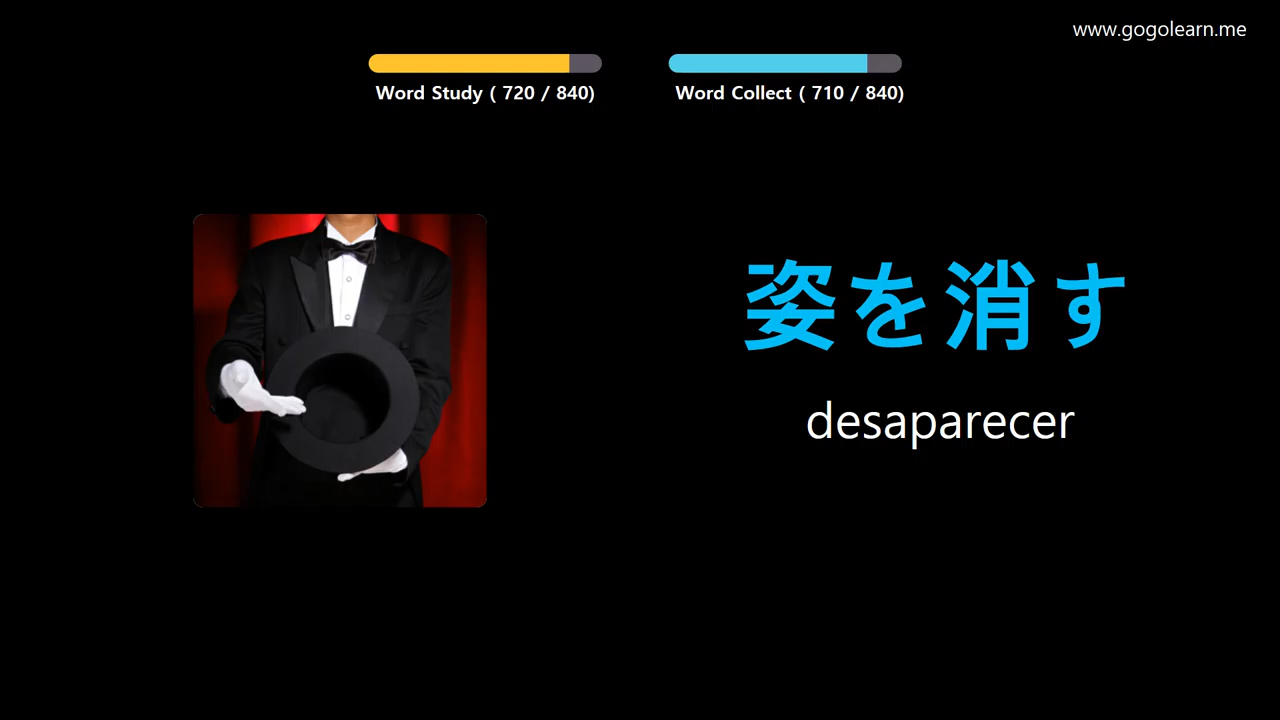 www.gogolearn.me
Word Study ( 720 / 840)
Word Collect ( 710 / 840)
姿を消す
desaparecer